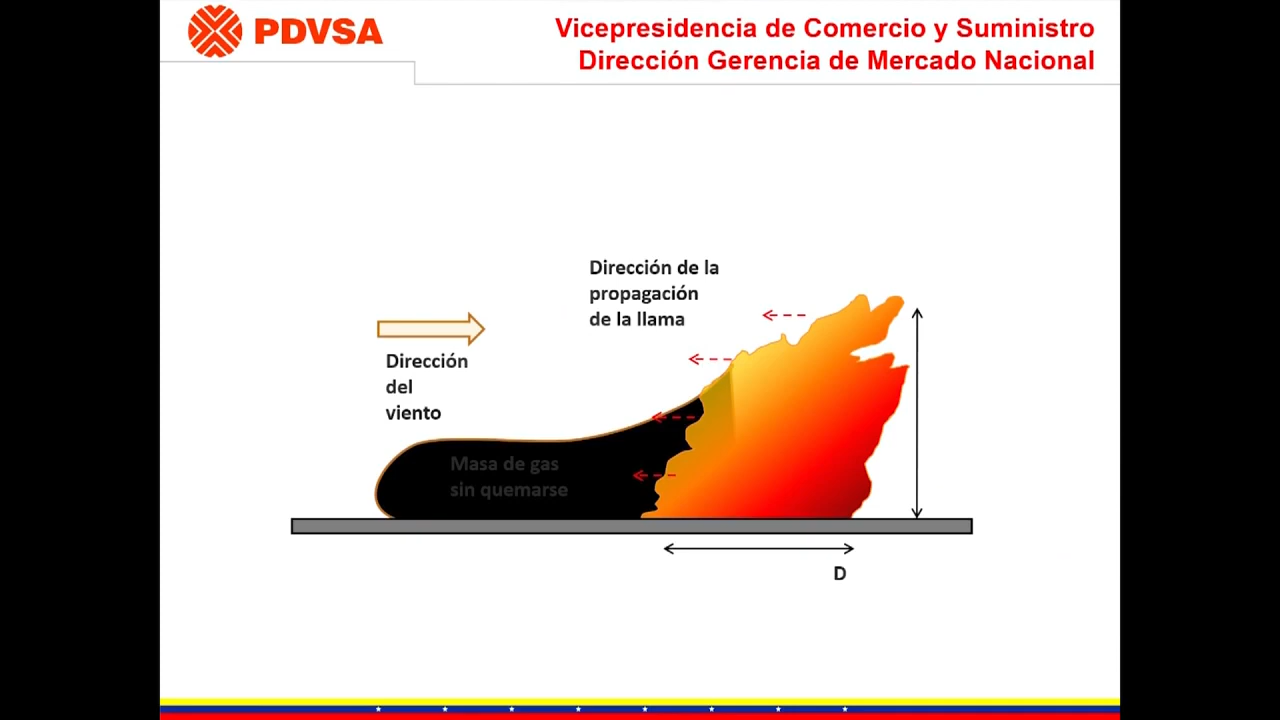 PDVSA
Vicepresidencia de Comercio y Suministro
Dirección Gerencia de Mercado Nacional
Dirección de la
propagación
de la llama
Dirección
del
viento
Masa de gas
sin quemarse
D